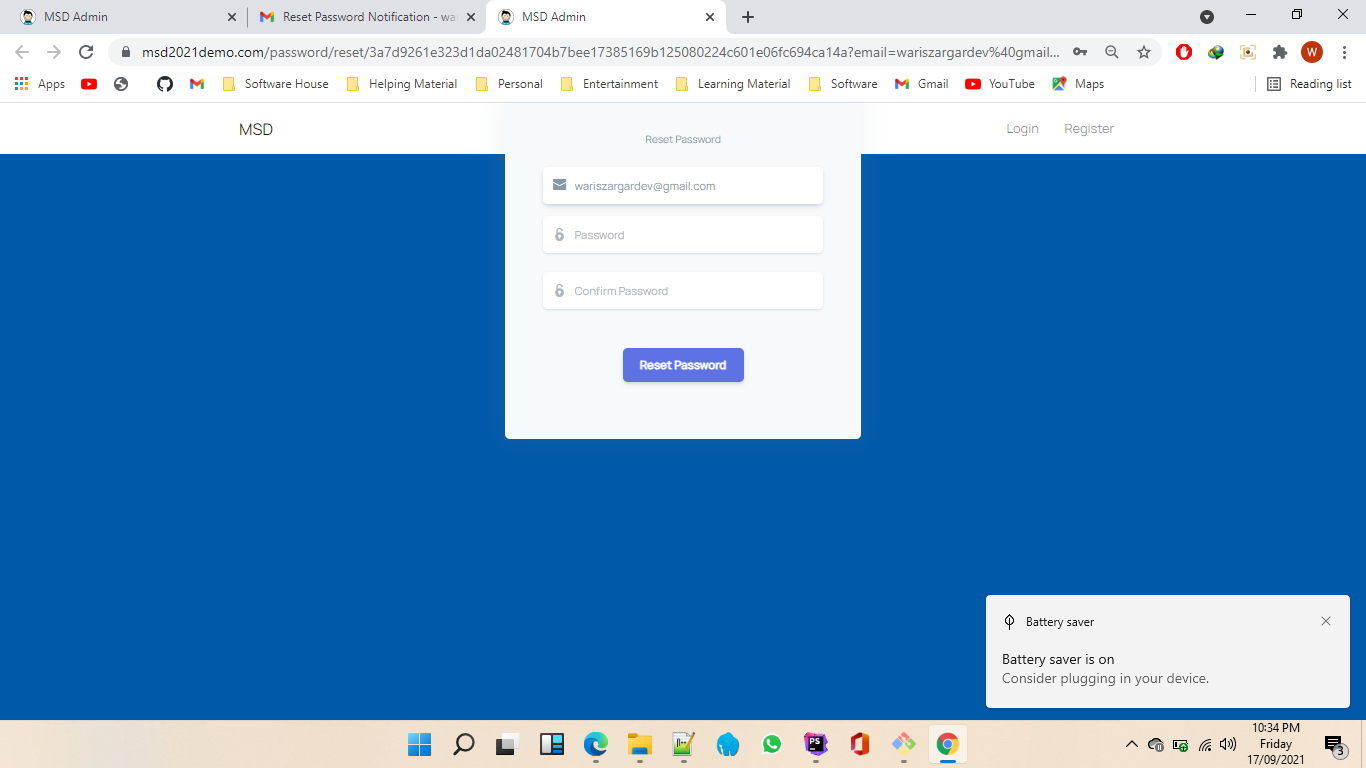 MSD Admin
Reset Password Notification - wa
MSD Admin
msd2021demo.com/password/reset/3a7d9261e323d1da02481704b7bee17385169b125080224c601e06fc694ca14a?email=wariszargardev%40gmail...
W
Apps
Software House
Helping Material
Personal
Entertainment
Learning Material
Software
Gmail
YouTube
Maps
Reading list
MSD
Login
Register
Reset Password
wariszargardev@gmail.com
Password
Confirm Password
Reset Password
Battery saver
Battery saver is on
Consider plugging in your device.
PS
10:34 PM
Friday
17/09/2021
3